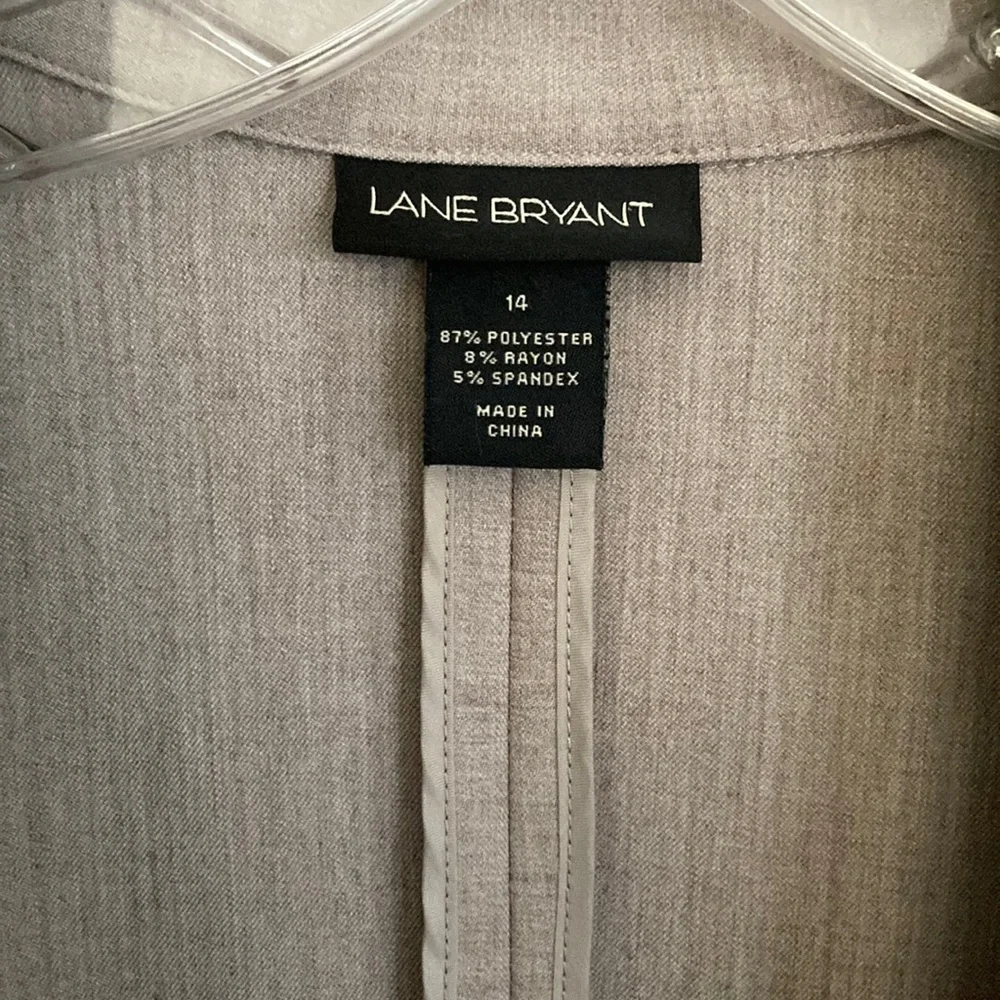 LANE BRYANT
14
87% POLYESTER
8% RAYON
5% SPANDEX
MADE IN
CHINA